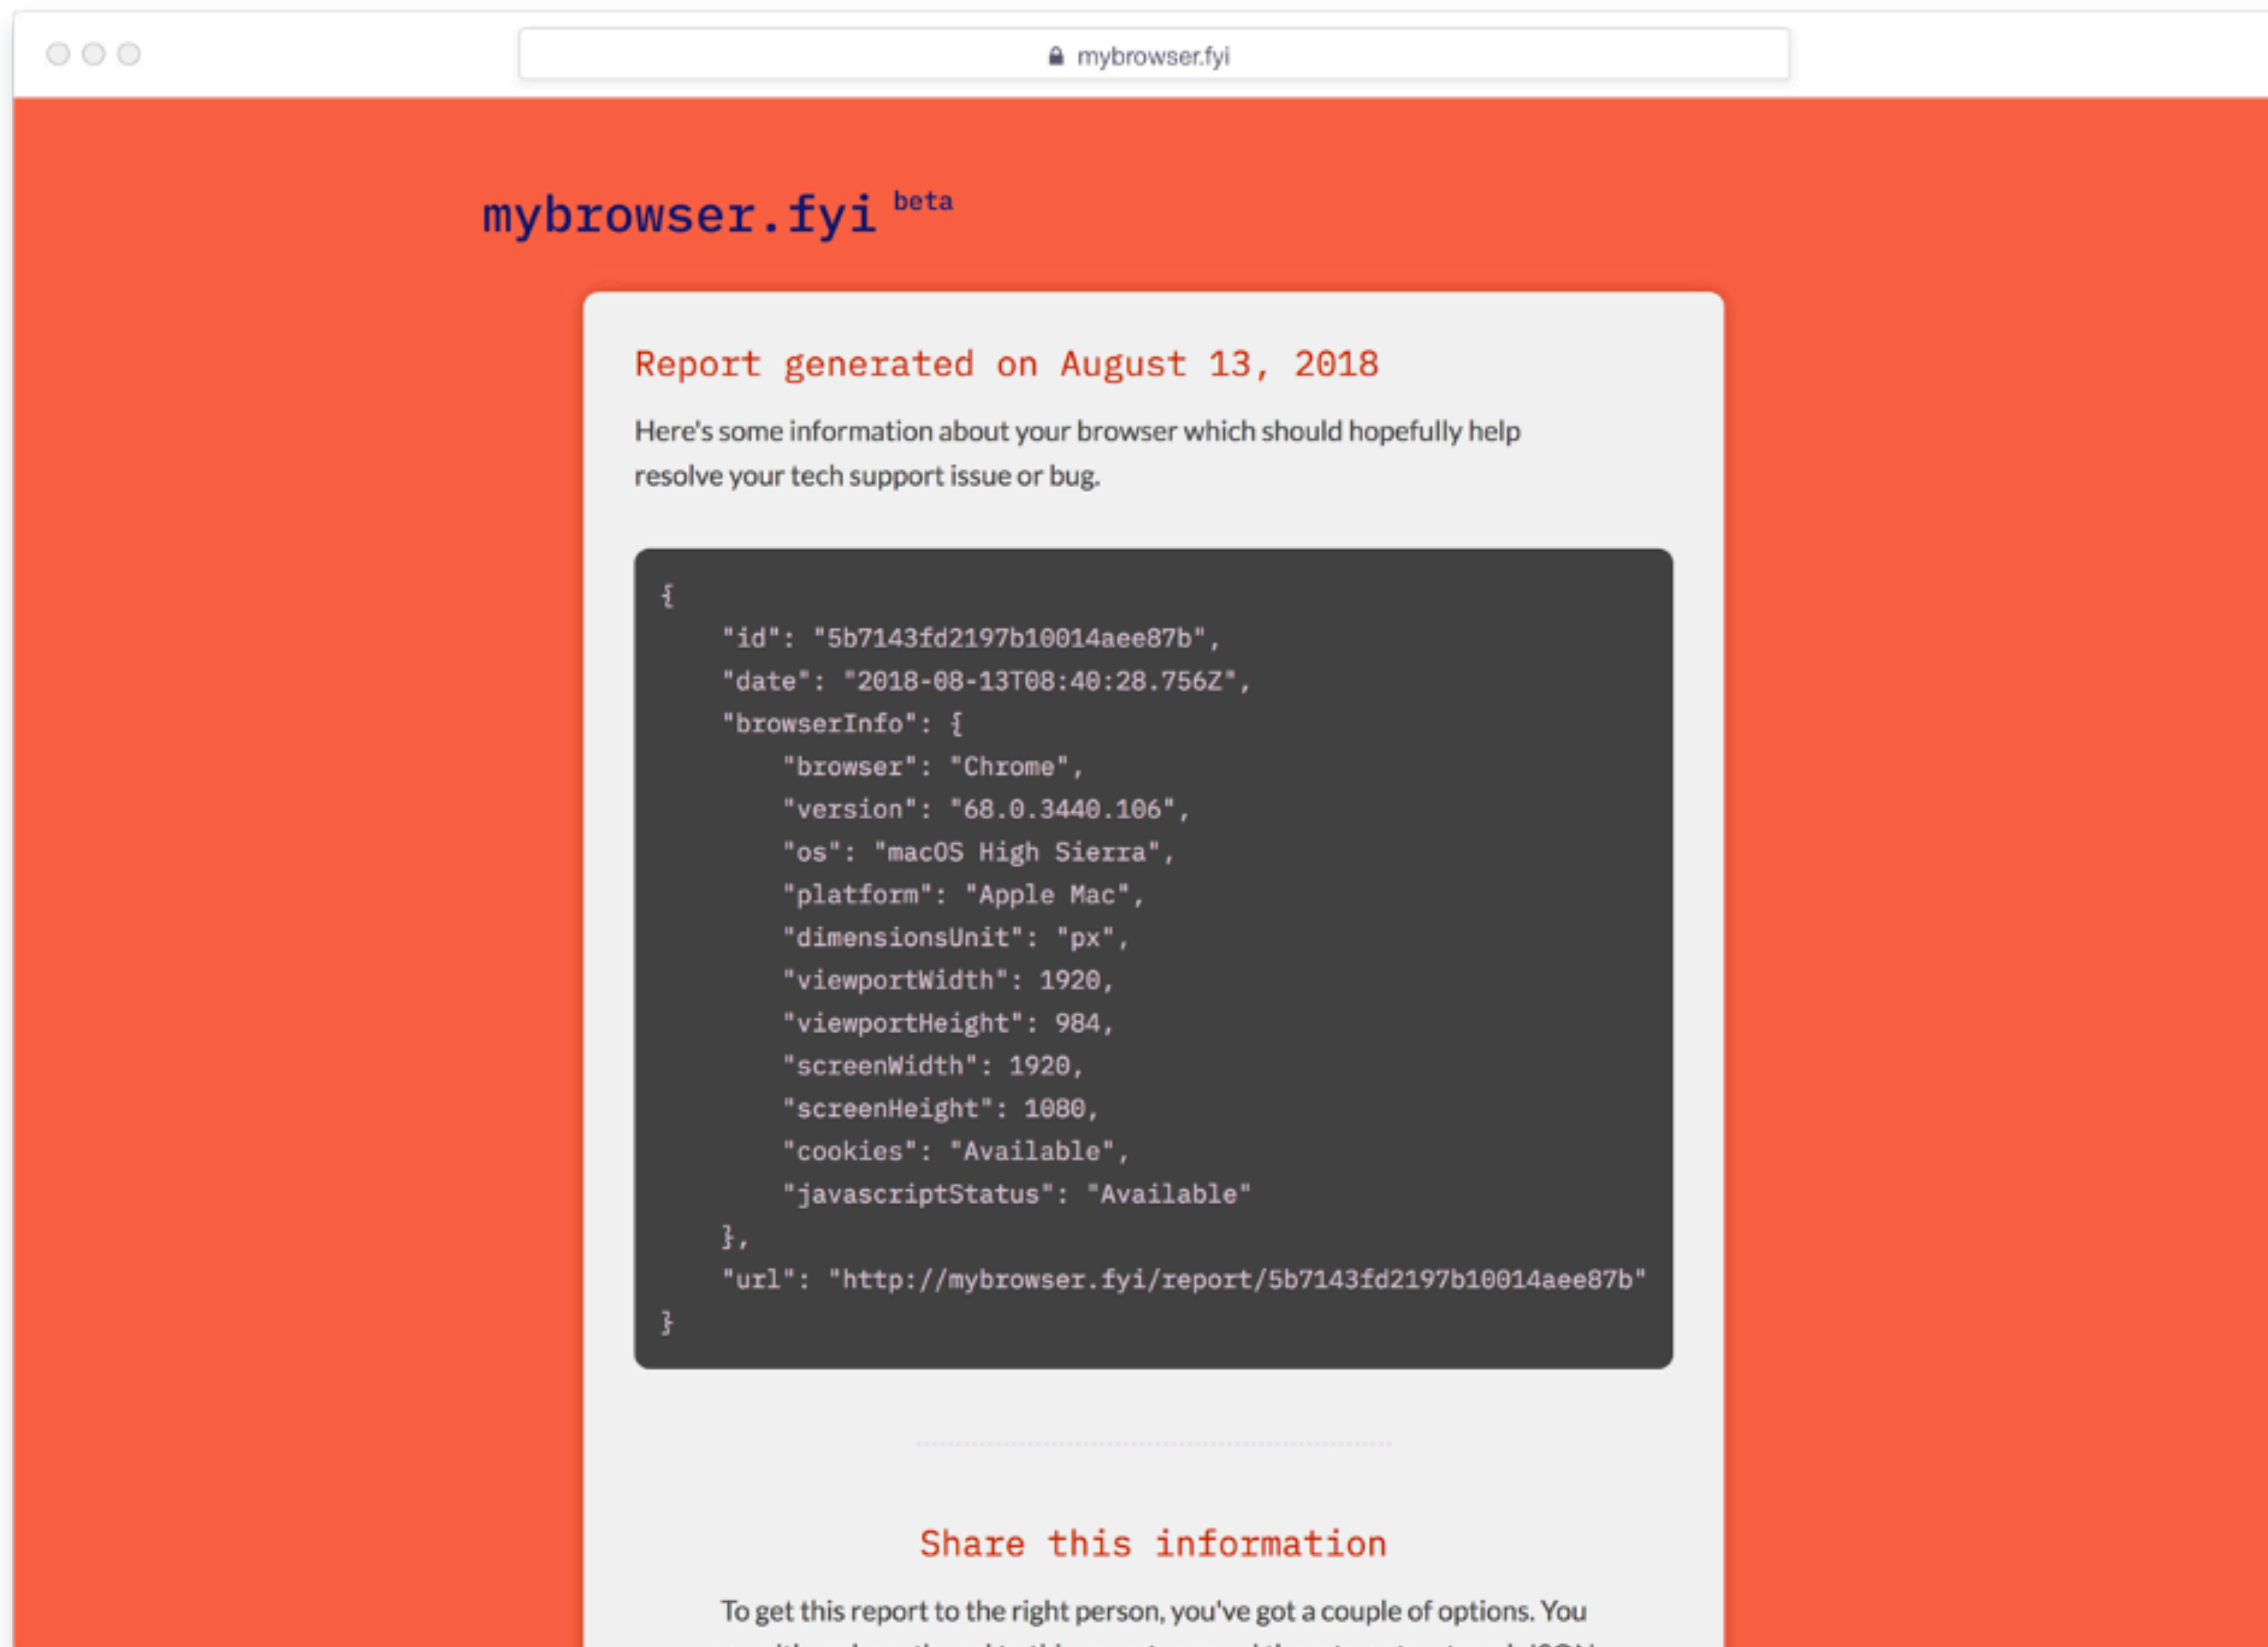 mybrowser.fyi
mybrowser.fyi beta
Report generated on August 13, 2018
Here's some information about your browser which should hopefully help
resolve your tech support issue or bug.
{
"id": "5b7143fd2197b10014aee87b",
"date": "2018-08-13T08:40:28.756Z",
"browserInfo": {
"browser": "Chrome",
"version": "68.0.3440.106",
"os": "macOS High Sierra",
"platform": "Apple Mac",
"dimensionsUnit": "px",
"viewportWidth": 1920,
"viewportHeight": 984,
"screenWidth": 1920,
"screenHeight": 1080,
"cookies": "Available",
"javascriptStatus": "Available"
},
"url": "http://mybrowser.fyi/report/5b7143fd2197b10014aee87b"
}
Share this information
To get this report to the right person, you've got a couple of options. You